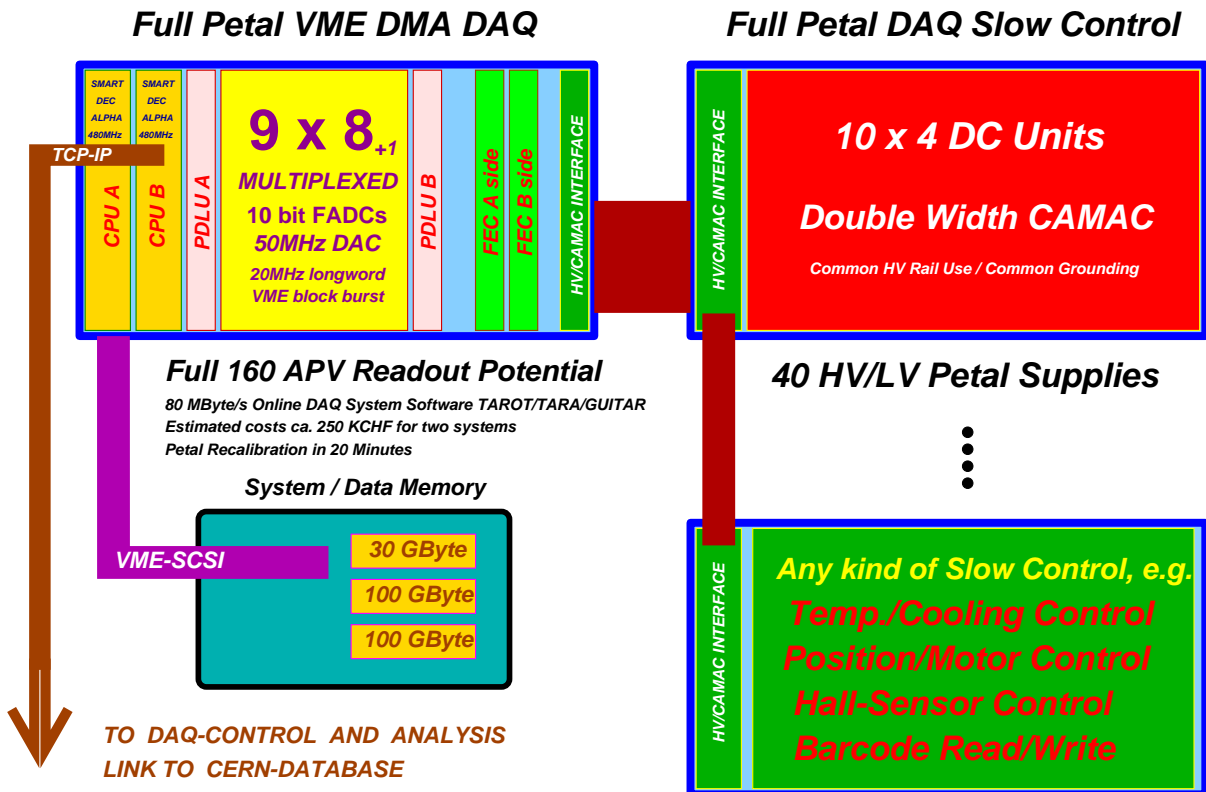 Full Petal VME DMA DAQ
SMART
DEC
ALPHA
480MHz
SMART
DEC
ALPHA
480MHz
TCP-IP
CPU A
CPU B
PDLU A
9 x 8+1
MULTIPLEXED
10 bit FADCs
50MHz DAC
20MHz longword
VME block burst
PDLU B
FEC A side
FEC B side
HV/CAMAC INTERFACE
Full Petal DAQ Slow Control
HV/CAMAC INTERFACE
10 x 4 DC Units
Double Width CAMAC
Common HV Rail Use / Common Grounding
Full 160 APV Readout Potential
80 MByte/s Online DAQ System Software TAROT/TARA/GUITAR
Estimated costs ca. 250 KCHF for two systems
Petal Recalibration in 20 Minutes
40 HV/LV Petal Supplies
System / Data Memory
VME-SCSI
30 GByte
100 GByte
100 GByte
HV/CAMAC INTERFACE
Any kind of Slow Control, e.g.
Temp./Cooling Control
Position/Motor Control
Hall-Sensor Control
Barcode Read/Write
TO DAQ-CONTROL AND ANALYSIS
LINK TO CERN-DATABASE